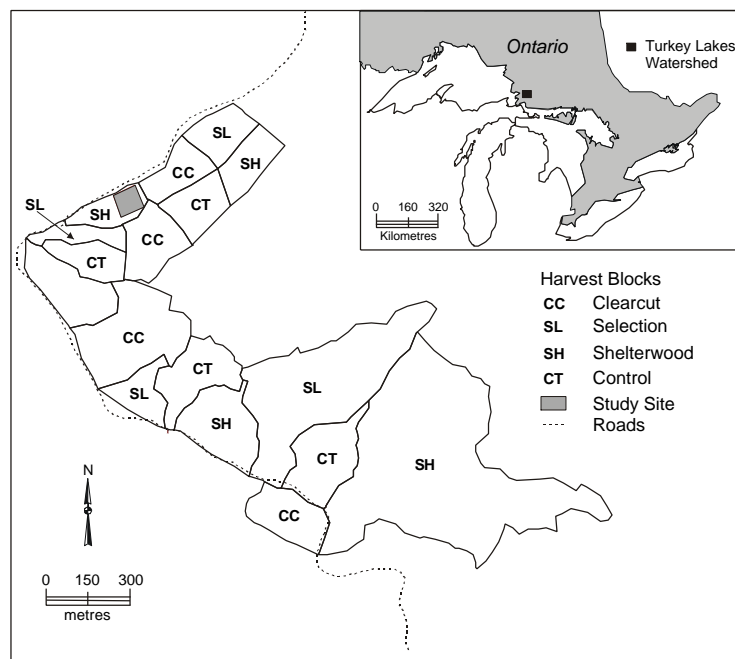 Ontario
Turkey Lakes
Watershed
0 160 320
Kilometres
SL
SH
CC
CT
SL
SH
CC
CT
CC
CT
SL
SL
SH
CT
SH
CC
Harvest Blocks
CC Clearcut
SL Selection
SH Shelterwood
CT Control
Study Site
Roads
N
0 150 300
metres